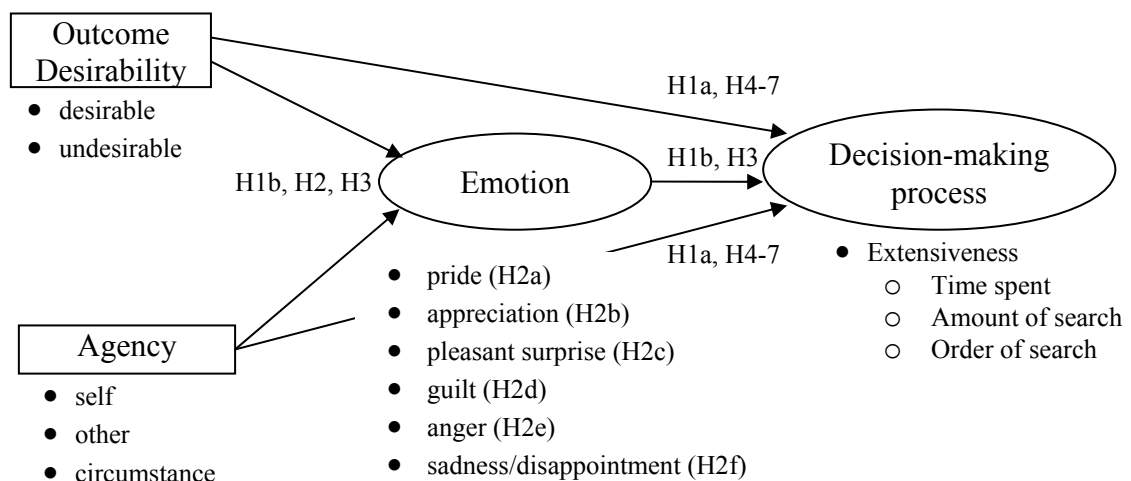 Outcome
Desirability
• desirable
• undesirable
H1a, H4-7
H1b, H2, H3
Emotion
H1b, H3
Decision-making
process
H1a, H4-7
• pride (H2a)
• appreciation (H2b)
• pleasant surprise (H2c)
• guilt (H2d)
• anger (H2e)
• sadness/disappointment (H2f)
• Extensiveness
o Time spent
o Amount of search
o Order of search
Agency
• self
• other
• circumstance